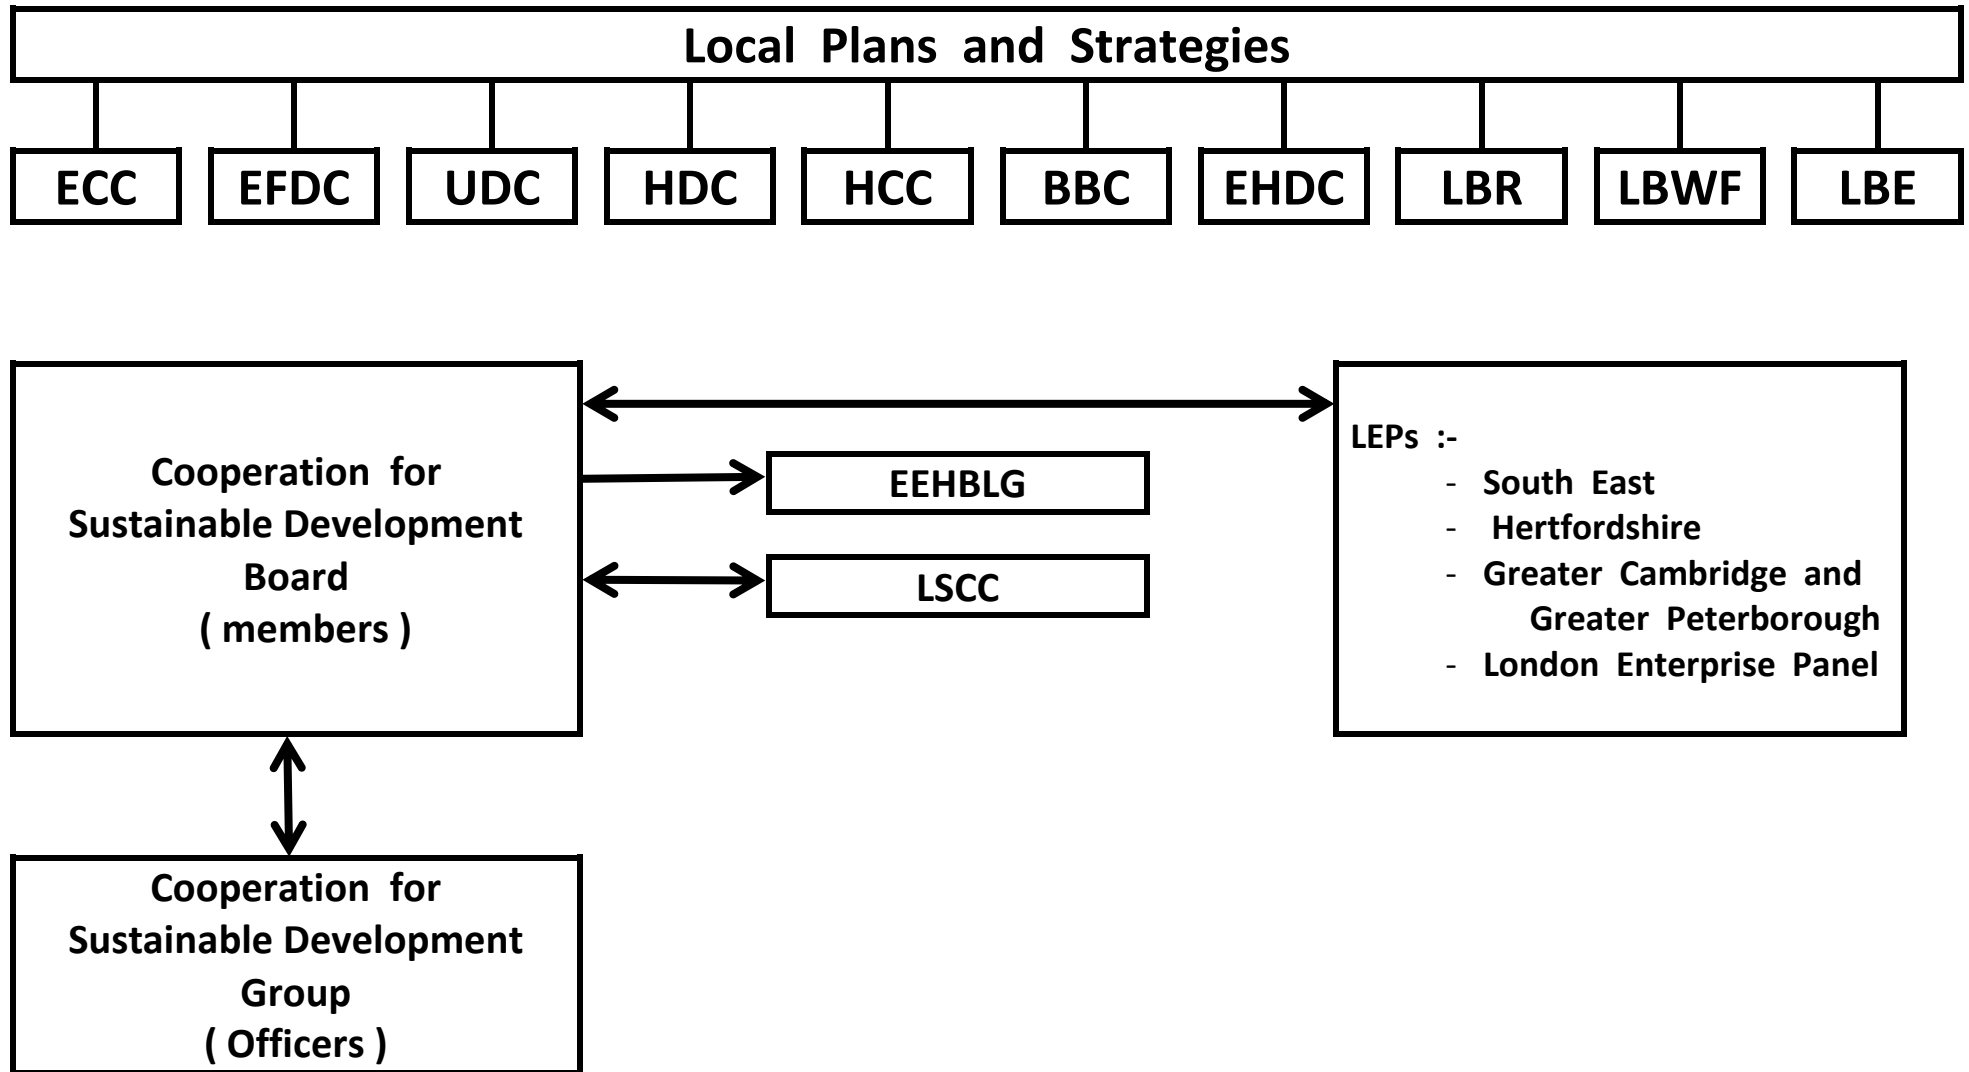 Local Plans and Strategies
ECC EFDC UDC HDC HCC BBC EHDC LBR LBWF LBE
Cooperation for
Sustainable Development
Board
( members )
EEHBLG
LSCC
LEPs :-
- South East
- Hertfordshire
- Greater Cambridge and
Greater Peterborough
- London Enterprise Panel
Cooperation for
Sustainable Development
Group
( Officers )